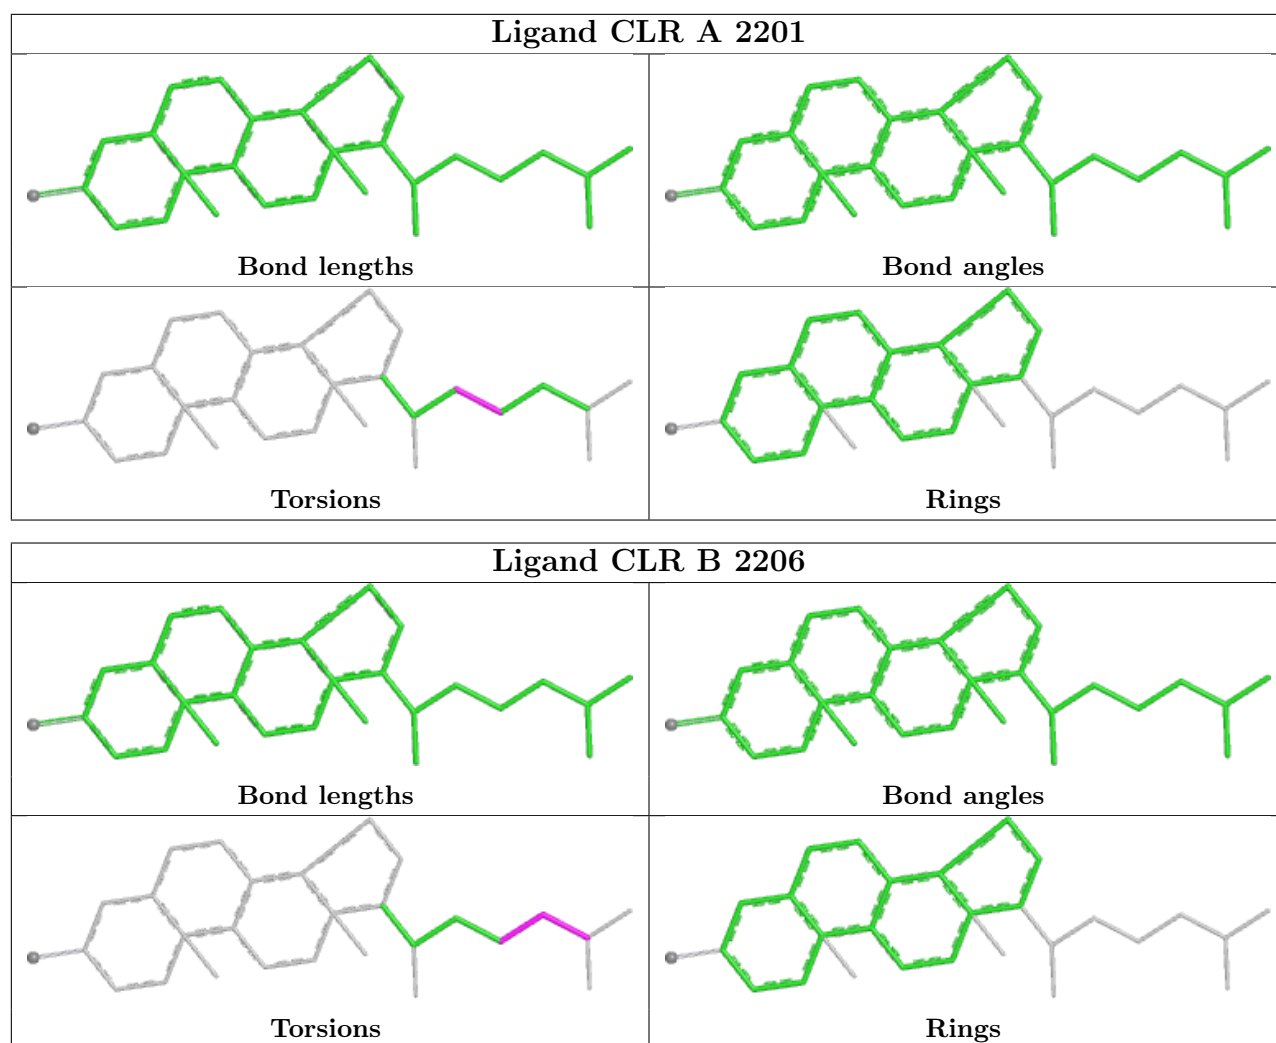 Ligand CLR A 2201
Bond lengths
Bond angles
Torsions
Rings
Ligand CLR B 2206
Bond lengths
Bond angles
Torsions
Rings